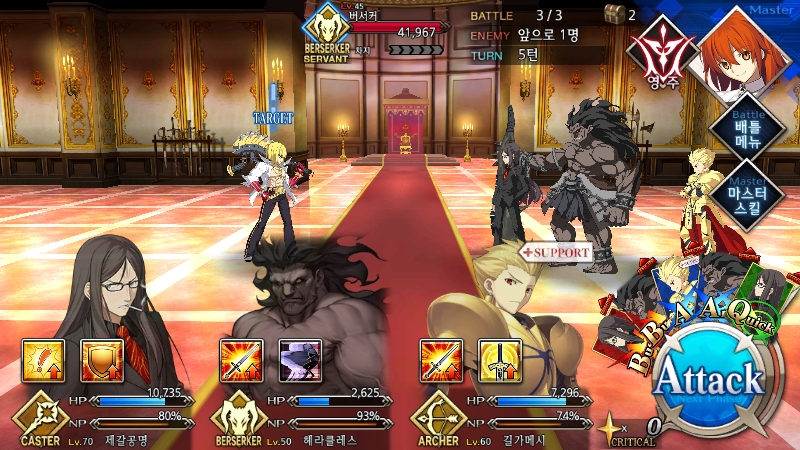 Lv. 45
버서커
41,967
BERSERKER
SERVANT
차지
BATTLE 3/3
2
ENEMY 앞으로 1명
TURN 5턴
Master
영·주
Battle
배틀
메뉴
Master
마스터
스킬
TARGET
+SUPPORT
Bu Bu A A Quick
Attack
Next Phase
HP 10,735
NP 80%
CASTER Lv.70 제갈공명
HP 2,625
NP 93%
BERSERKER Lv.50 헤라클레스
HP 7,296
NP 74%
ARCHER Lv.60 길가메시
x 0
CRITICAL